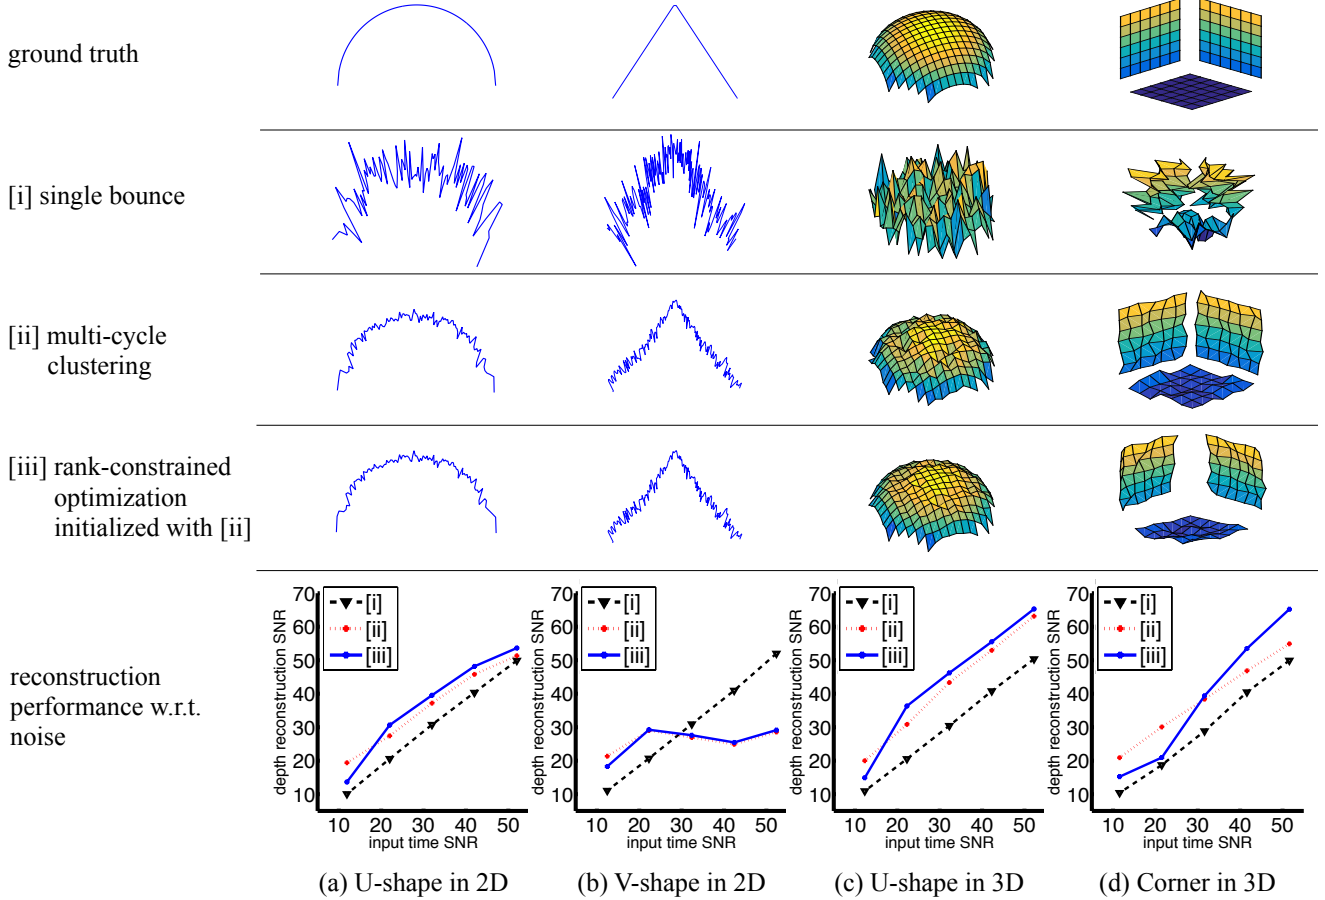 ground truth
[i] single bounce
[ii] multi-cycle
clustering
[iii] rank-constrained
optimization
initialized with [ii]
reconstruction
performance w.r.t.
noise
depth reconstruction SNR
70
60
50
40
30
20
10
[i]
[ii]
[iii]
10 20 30 40 50
input time SNR
(a) U-shape in 2D
depth reconstruction SNR
70
60
50
40
30
20
10
[i]
[ii]
[iii]
10 20 30 40 50
input time SNR
(b) V-shape in 2D
depth reconstruction SNR
70
60
50
40
30
20
10
[i]
[ii]
[iii]
10 20 30 40 50
input time SNR
(c) U-shape in 3D
depth reconstruction SNR
70
60
50
40
30
20
10
[i]
[ii]
[iii]
10 20 30 40 50
input time SNR
(d) Corner in 3D